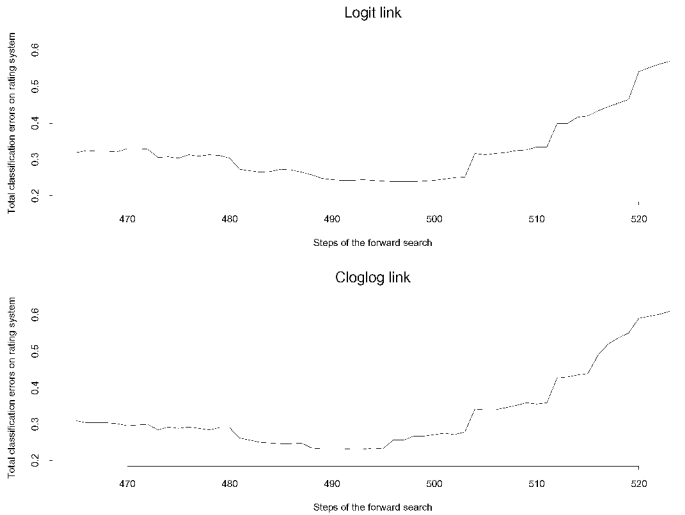 Logit link
Total classification errors on rating system
0.6
0.5
0.4
0.3
0.2
470 480 490 500 510 520
Steps of the forward search
Cloglog link
Total classification errors on rating system
0.6
0.5
0.4
0.3
0.2
470 480 490 500 510 520
Steps of the forward search